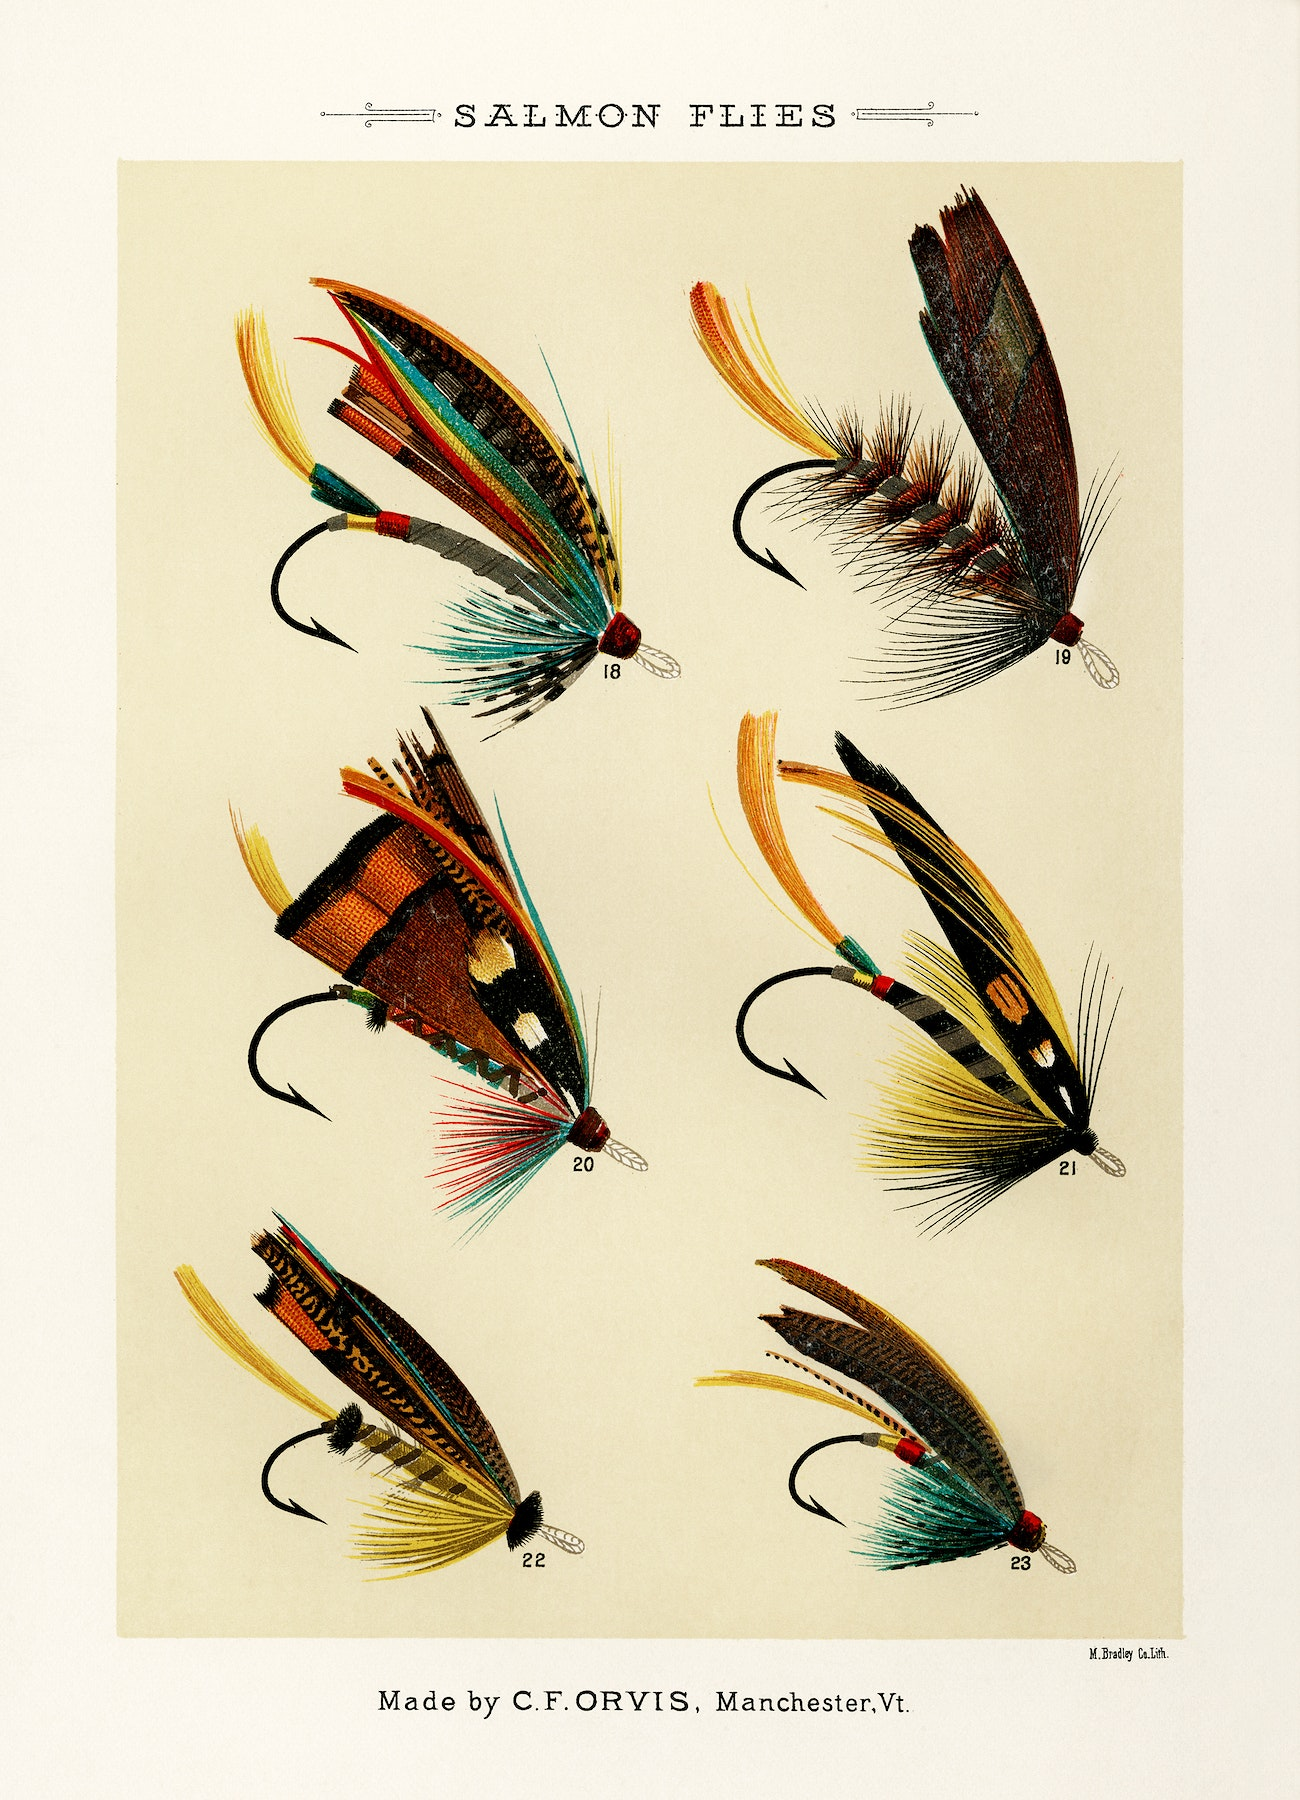 SALMON FLIES
18
19
20
21
22
23
M. Bradley Co. Lith.
Made by C.F. ORVIS, Manchester, Vt.